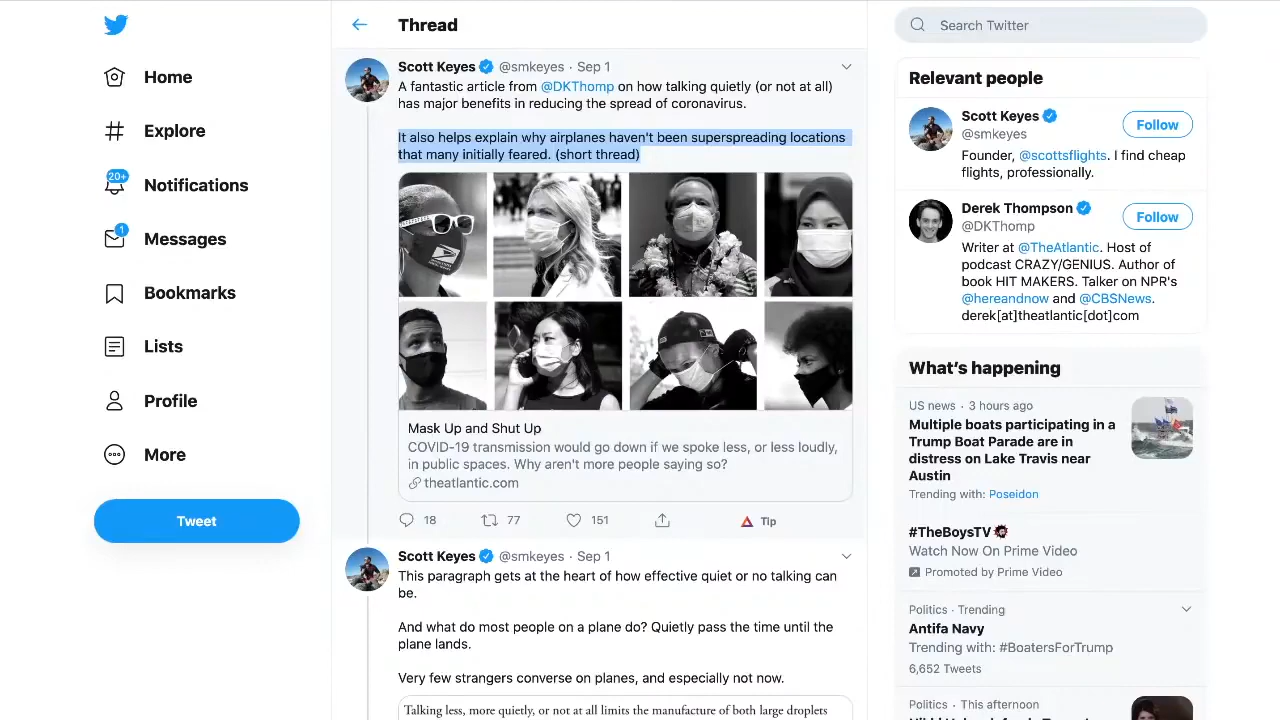 Home
Explore
20+
Notifications
1
Messages
Bookmarks
Lists
Profile
More
Tweet
Thread
Scott Keyes @smkeyes · Sep 1
A fantastic article from @DKThomp on how talking quietly (or not at all)
has major benefits in reducing the spread of coronavirus.
It also helps explain why airplanes haven't been superspreading locations
that many initially feared. (short thread)
Mask Up and Shut Up
COVID-19 transmission would go down if we spoke less, or less loudly,
in public spaces. Why aren't more people saying so?
theatlantic.com
18 77 151 Tip
Scott Keyes @smkeyes · Sep 1
This paragraph gets at the heart of how effective quiet or no talking can
be.
And what do most people on a plane do? Quietly pass the time until the
plane lands.
Very few strangers converse on planes, and especially not now.
Talking less, more quietly, or not at all limits the manufacture of both large droplets
Search Twitter
Relevant people
Scott Keyes
@smkeyes
Follow
Founder, @scottsflights. I find cheap
flights, professionally.
Derek Thompson
@DKThomp
Follow
Writer at @TheAtlantic. Host of
podcast CRAZY/GENIUS. Author of
book HIT MAKERS. Talker on NPR's
@hereandnow and @CBSNews.
derek[at]theatlantic[dot]com
What's happening
US news · 3 hours ago
Multiple boats participating in a
Trump Boat Parade are in
distress on Lake Travis near
Austin
Trending with: Poseidon
#TheBoysTV
Watch Now On Prime Video
Promoted by Prime Video
Politics · Trending
Antifa Navy
Trending with: #BoatersForTrump
6,652 Tweets
Politics · This afternoon